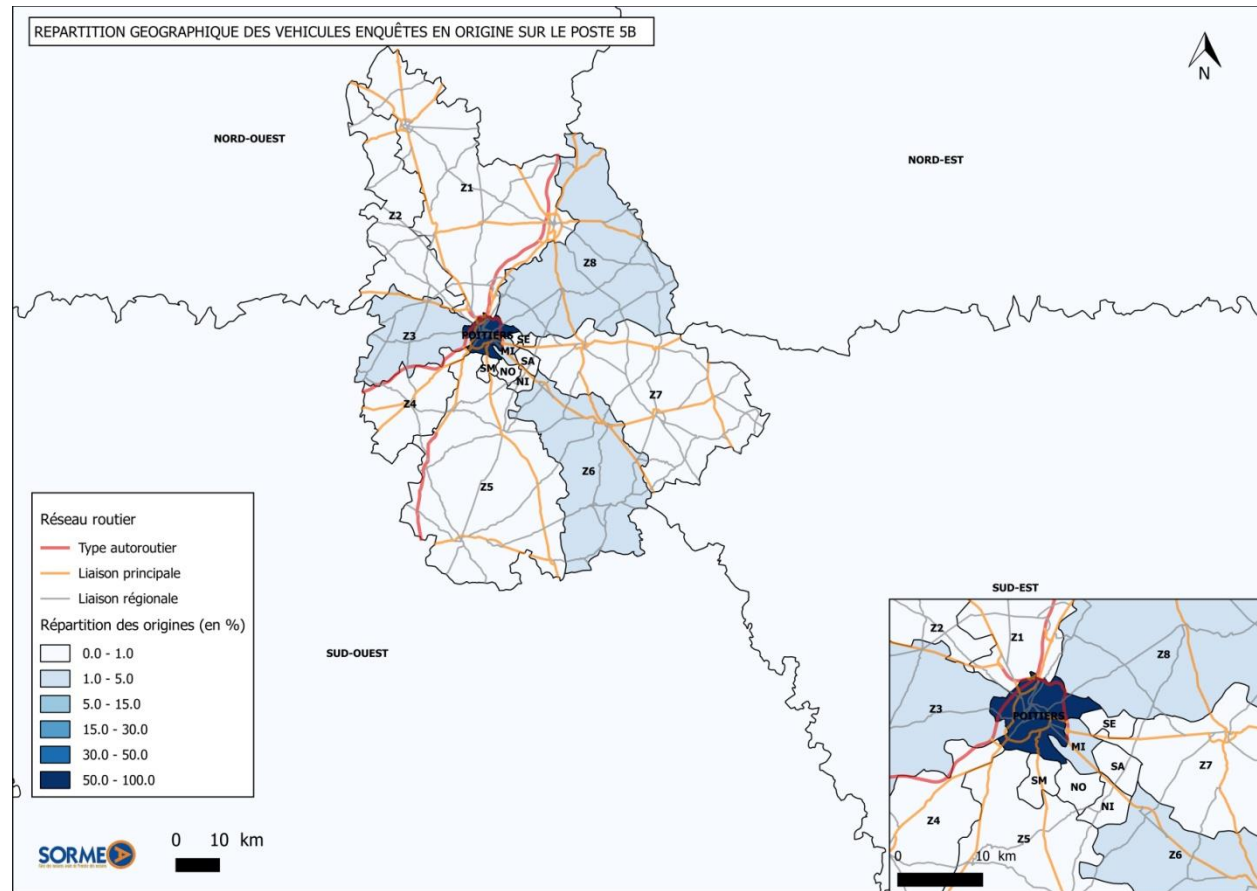 REPARTITION GEOGRAPHIQUE DES VEHICULES ENQUÊTES EN ORIGINE SUR LE POSTE 5B
N
NORD-OUEST
NORD-EST
Z1
Z2
Z8
Z3
POITIERS
SE
MI
SA
SM
NO
NI
Z4
Z7
Z6
Z5
SUD-OUEST
SUD-EST
Réseau routier
Type autoroutier
Liaison principale
Liaison régionale
Répartition des origines (en %)
0.0 - 1.0
1.0 - 5.0
5.0 - 15.0
15.0 - 30.0
30.0 - 50.0
50.0 - 100.0
SORMEA
0 10 km
Z2
Z1
Z8
Z3
POITIERS
SE
MI
SA
Z7
SM
NO
NI
Z4
Z5
Z6
0 10 km